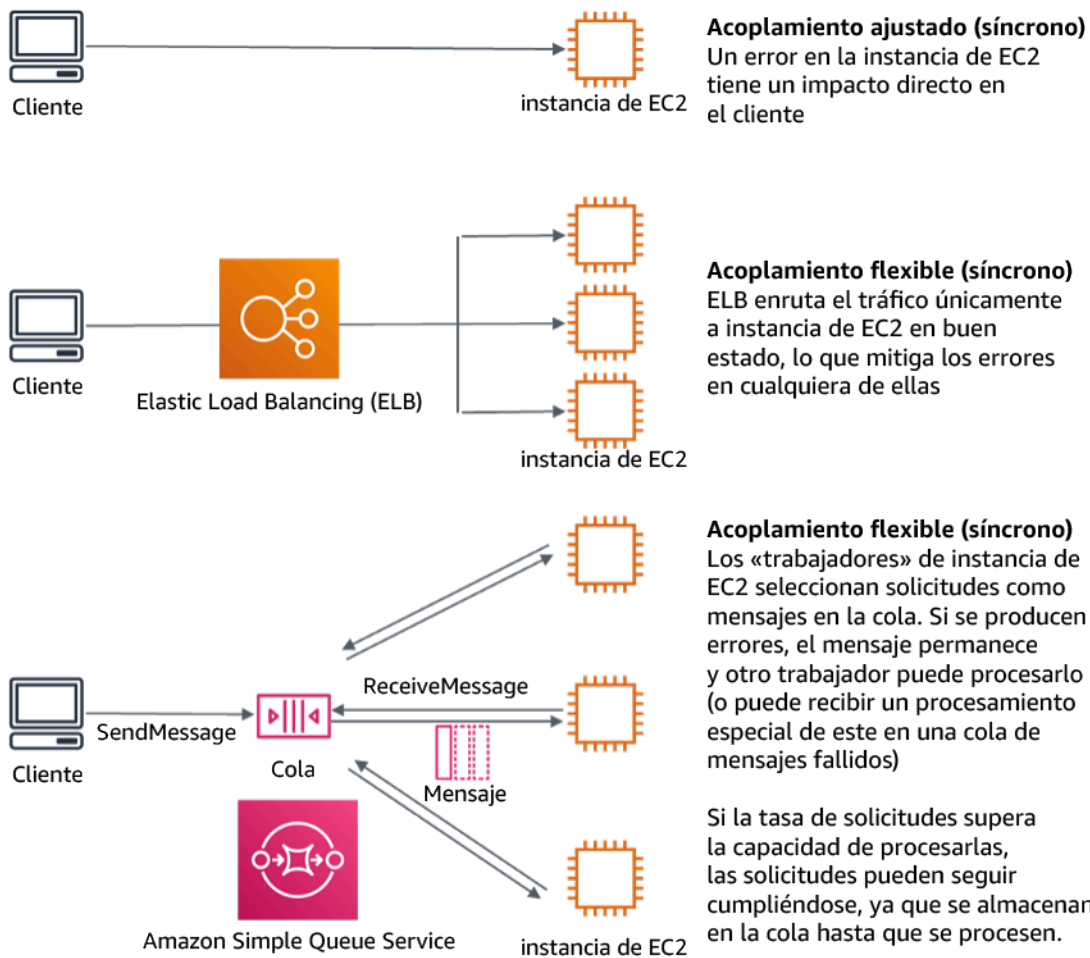 Cliente
instancia de EC2
Acoplamiento ajustado (síncrono)
Un error en la instancia de EC2
tiene un impacto directo en
el cliente
Cliente
Elastic Load Balancing (ELB)
instancia de EC2
Acoplamiento flexible (síncrono)
ELB enruta el tráfico únicamente
a instancia de EC2 en buen
estado, lo que mitiga los errores
en cualquiera de ellas
Cliente
SendMessage
Cola
ReceiveMessage
Mensaje
Amazon Simple Queue Service
instancia de EC2
Acoplamiento flexible (síncrono)
Los «trabajadores» de instancia de
EC2 seleccionan solicitudes como
mensajes en la cola. Si se producen
errores, el mensaje permanece
y otro trabajador puede procesarlo
(o puede recibir un procesamiento
especial de este en una cola de
mensajes fallidos)
Si la tasa de solicitudes supera
la capacidad de procesarlas,
las solicitudes pueden seguir
cumpliéndose, ya que se almacenan
en la cola hasta que se procesen.